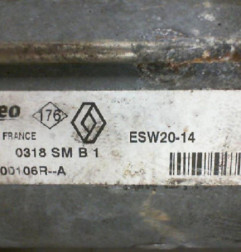 eo 176 ESW20-14
FRANCE
0318 SM B 1
00106R--A